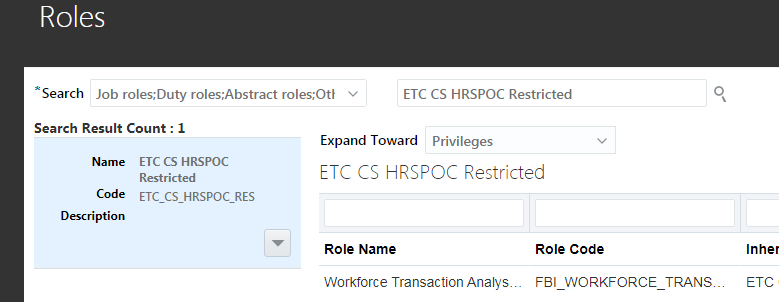 Roles
*Search Job roles;Duty roles;Abstract roles;Oth ETC CS HRSPOC Restricted
Search Result Count : 1
Expand Toward Privileges
Name ETC CS HRSPOC
Restricted
Code ETC_CS_HRSPOC_RES
Description
ETC CS HRSPOC Restricted
Role Name Role Code Inher
Workforce Transaction Analys... FBI_WORKFORCE_TRANS... ETC